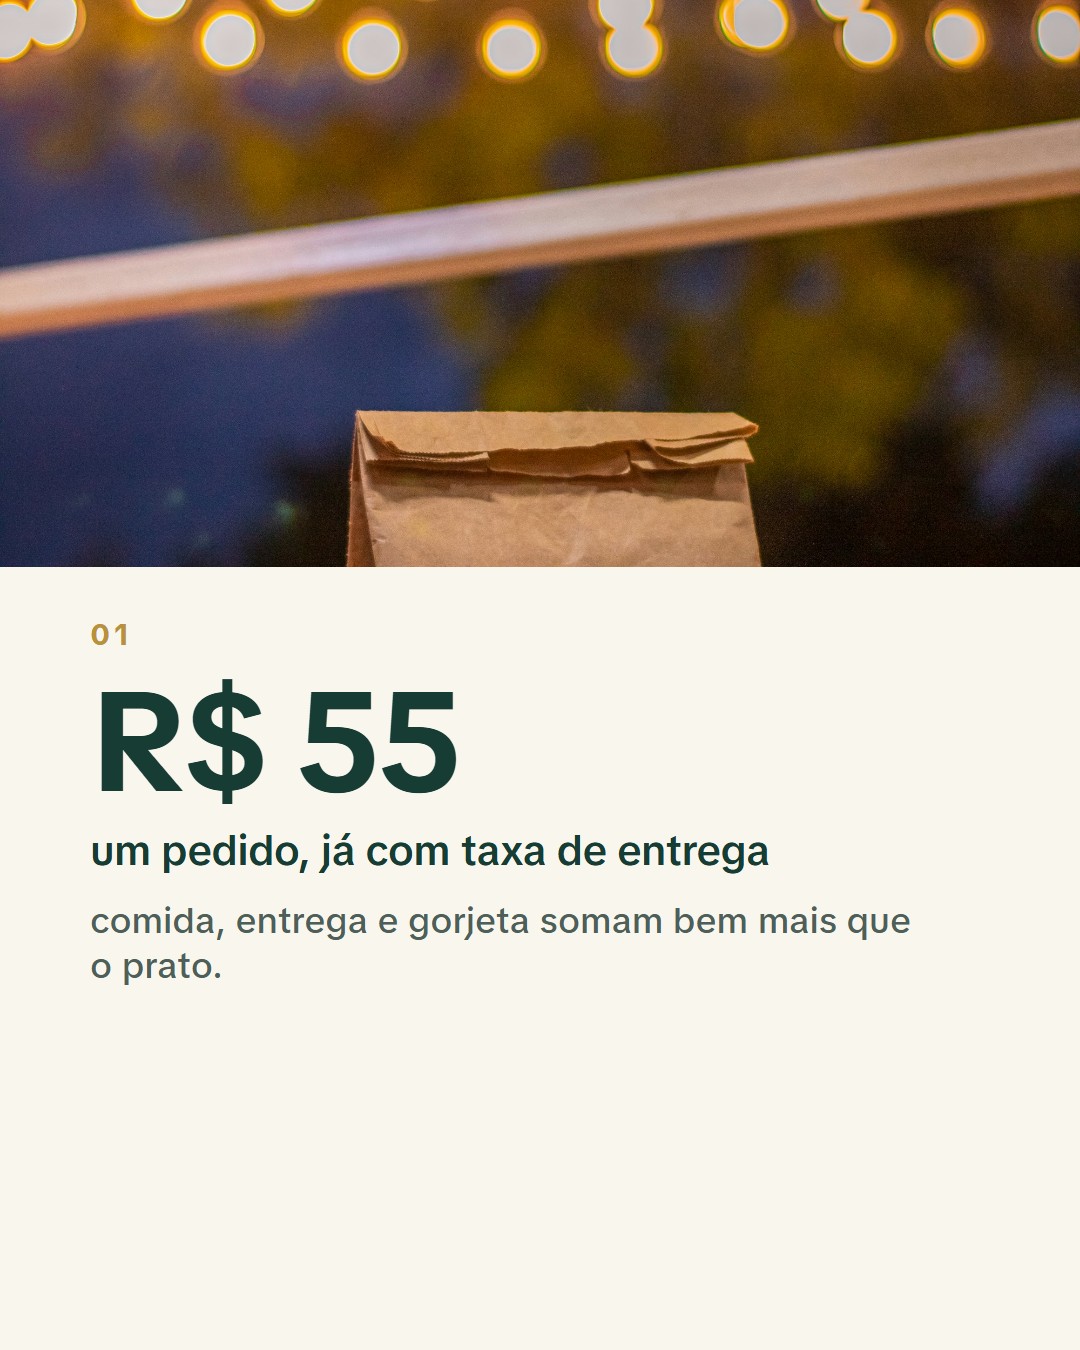 01
R$ 55
um pedido, já com taxa de entrega
comida, entrega e gorjeta somam bem mais que
o prato.